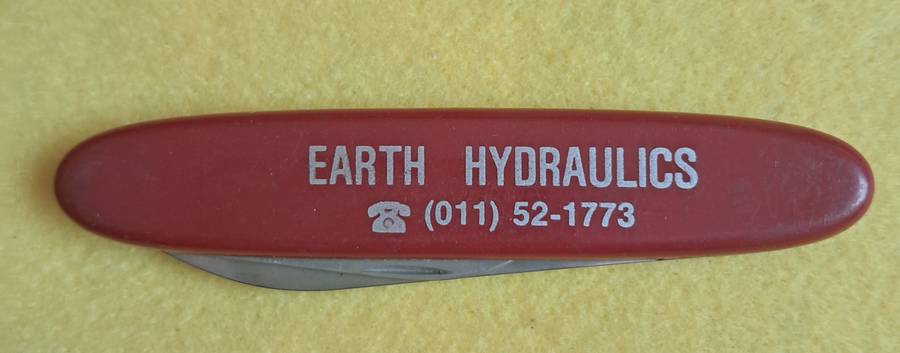 EARTH HYDRAULICS
☎ (011) 52-1773